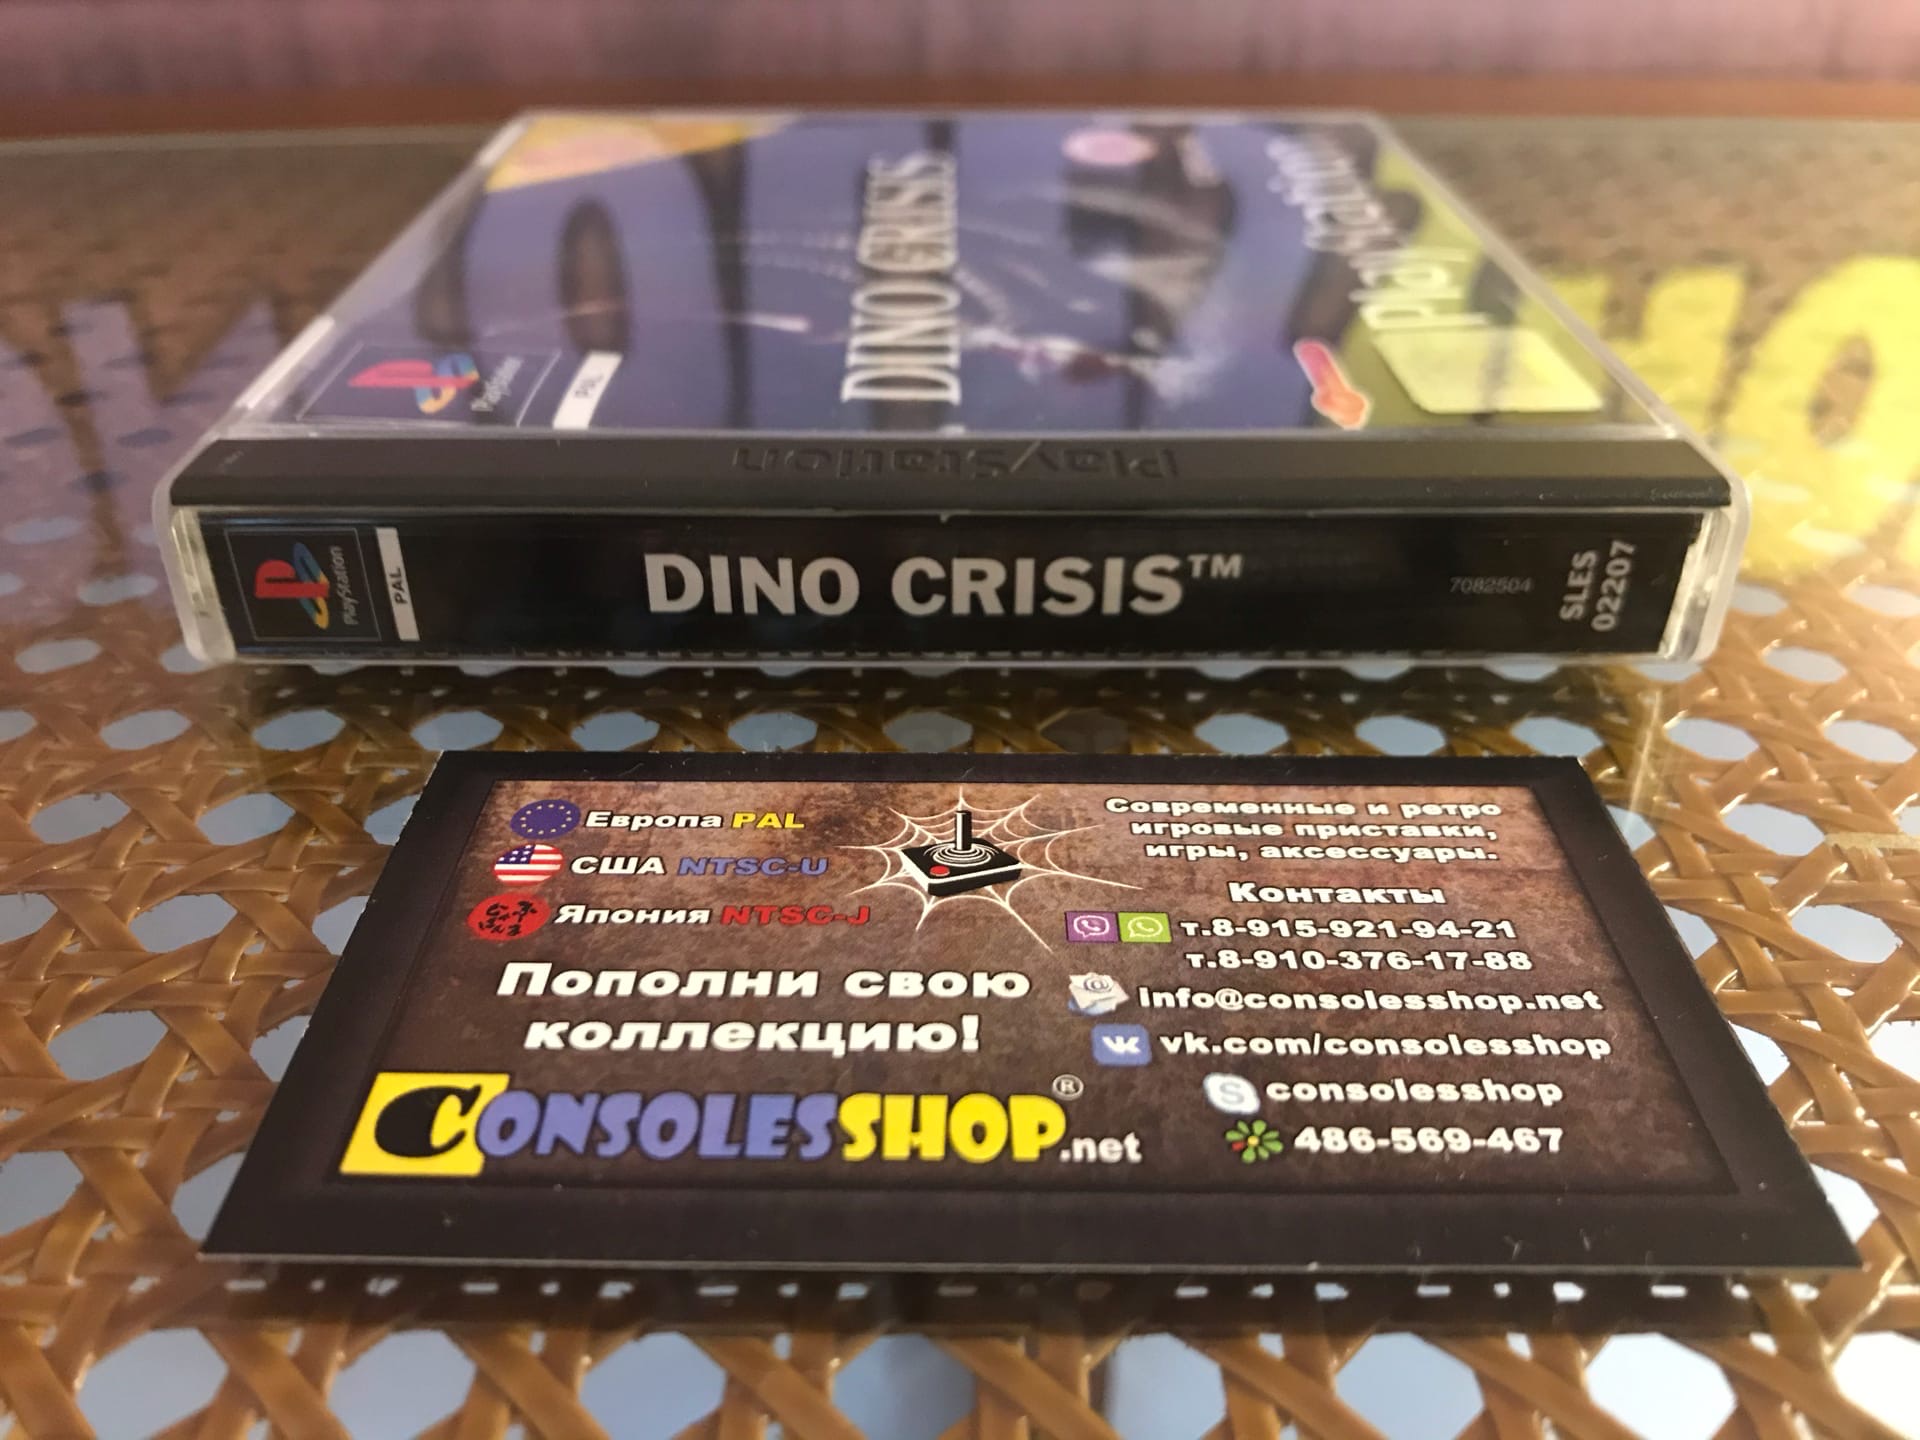 DINO CRISIS
PlayStation
PAL
PlayStation
PlayStation
PAL
DINO CRISIS™
7082504
SLES
02207
Европа PAL
США NTSC-U
Япония NTSC-J
Пополни свою
коллекцию!
CONSOLESSHOP®.net
Современные и ретро
игровые приставки,
игры, аксессуары.
Контакты
т.8-915-921-94-21
т.8-910-376-17-88
info@consolesshop.net
vk.com/consolesshop
consolesshop
486-569-467